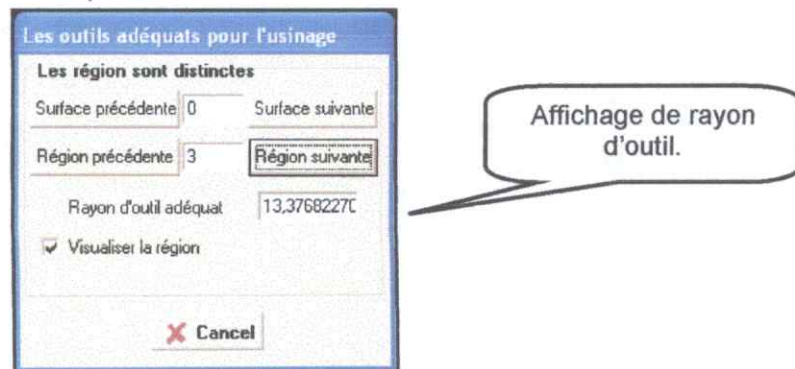 Les outils adéquats pour l'usinage
Les région sont distinctes
Surface précédente 0 Surface suivante
Région précédente 3 Région suivante
Rayon d'outil adéquat 13,3768227
Visualiser la région
Cancel
Affichage de rayon
d'outil.